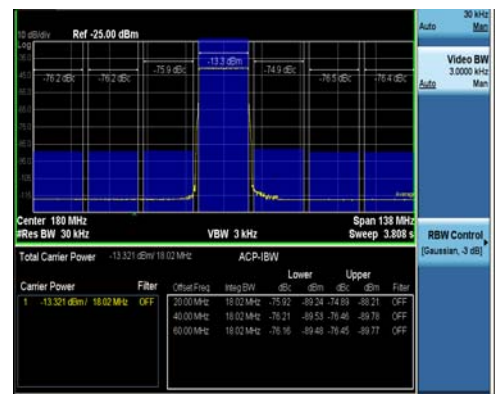 30 kHz
Auto Man
10 dB/div Ref -25.00 dBm
Log
-13.3 dBm
-75.9 dBc -74.9 dBc
-76.2 dBc -76.2 dBc -76.5 dBc -76.4 dBc
Video BW
3.0000 kHz
Auto Man
Average
Center 180 MHz Span 138 MHz
#Res BW 30 kHz VBW 3 kHz Sweep 3.808 s
RBW Control
[Gaussian, -3 dB]
Total Carrier Power -13.321 dBm/ 18.02 MHz ACP-IBW
Lower Upper
Carrier Power Filter Offset Freq Integ BW dBc dBm dBc dBm Filter
1 -13.321 dBm / 18.02 MHz OFF 20.00 MHz 18.02 MHz -75.92 -89.24 -74.89 -88.21 OFF
40.00 MHz 18.02 MHz -76.21 -89.53 -76.46 -89.78 OFF
60.00 MHz 18.02 MHz -76.16 -89.48 -76.45 -89.77 OFF